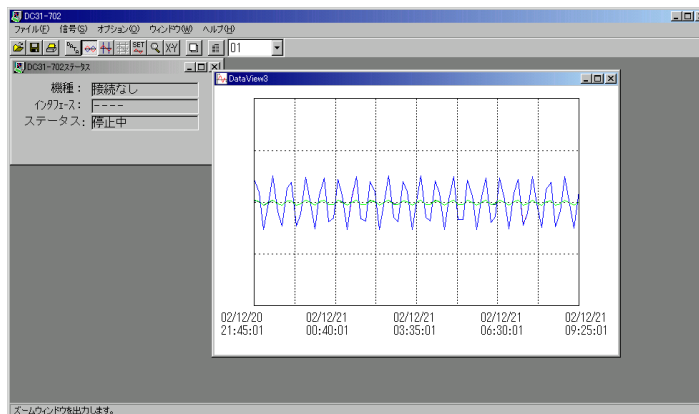 DC31-702
ファイル(F) 信号(S) オプション(O) ウィンドウ(W) ヘルプ(H)
SET XY 01
DC31-702ステータス
機種： 接続なし
インタフェース： ----
ステータス： 停止中
DataView3
02/12/20 02/12/21 02/12/21 02/12/21 02/12/21
21:45:01 00:40:01 03:35:01 06:30:01 09:25:01
ズームウィンドウを出力します。